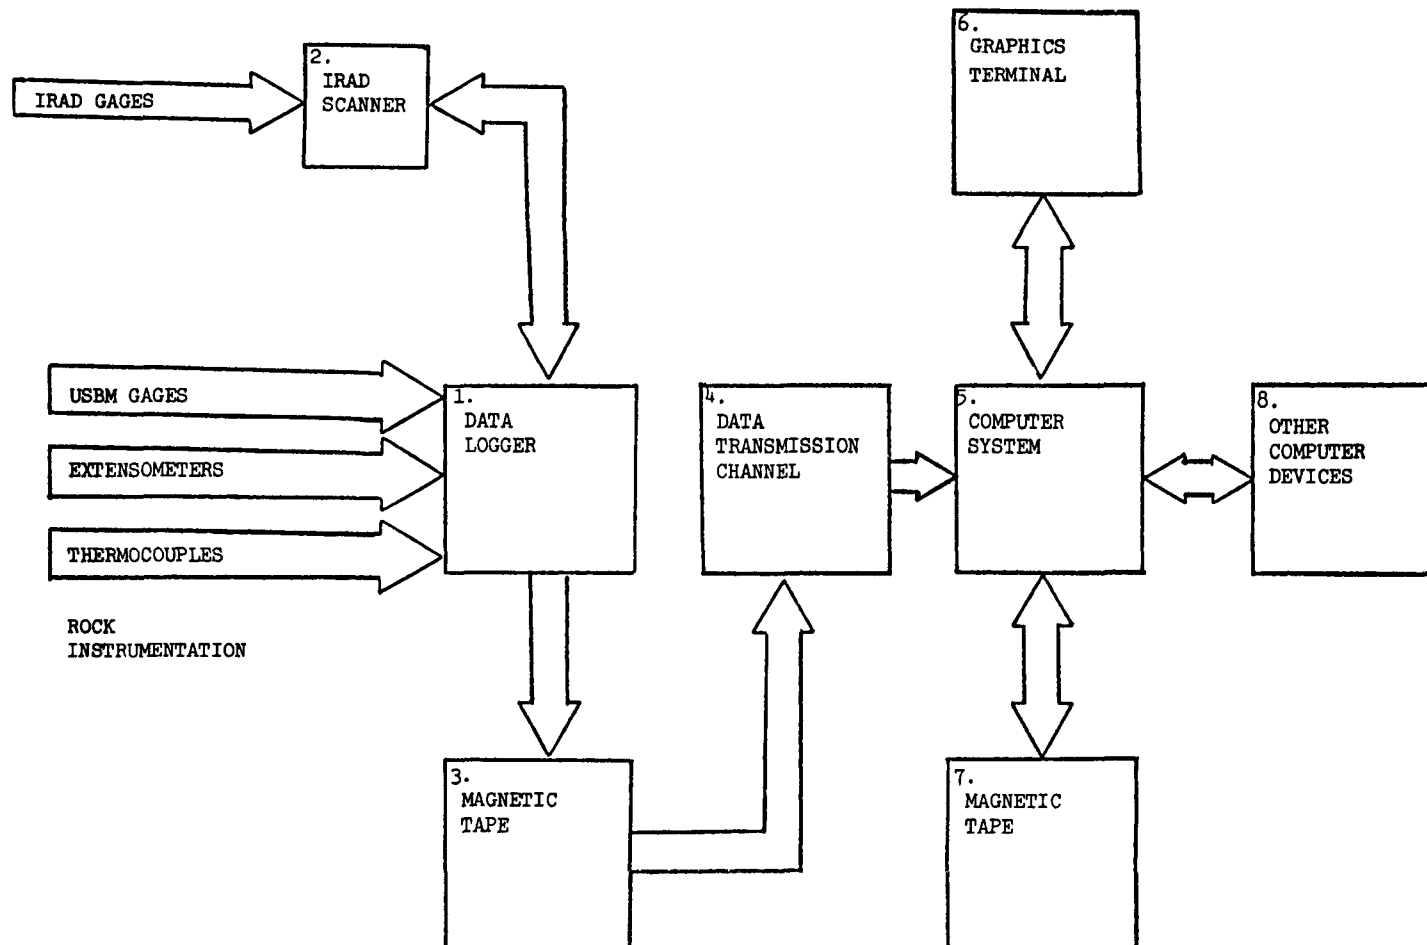 2.
IRAD
SCANNER
IRAD GAGES
6.
GRAPHICS
TERMINAL
USBM GAGES
EXTENSOMETERS
THERMOCOUPLES
ROCK
INSTRUMENTATION
1.
DATA
LOGGER
4.
DATA
TRANSMISSION
CHANNEL
5.
COMPUTER
SYSTEM
8.
OTHER
COMPUTER
DEVICES
3.
MAGNETIC
TAPE
7.
MAGNETIC
TAPE